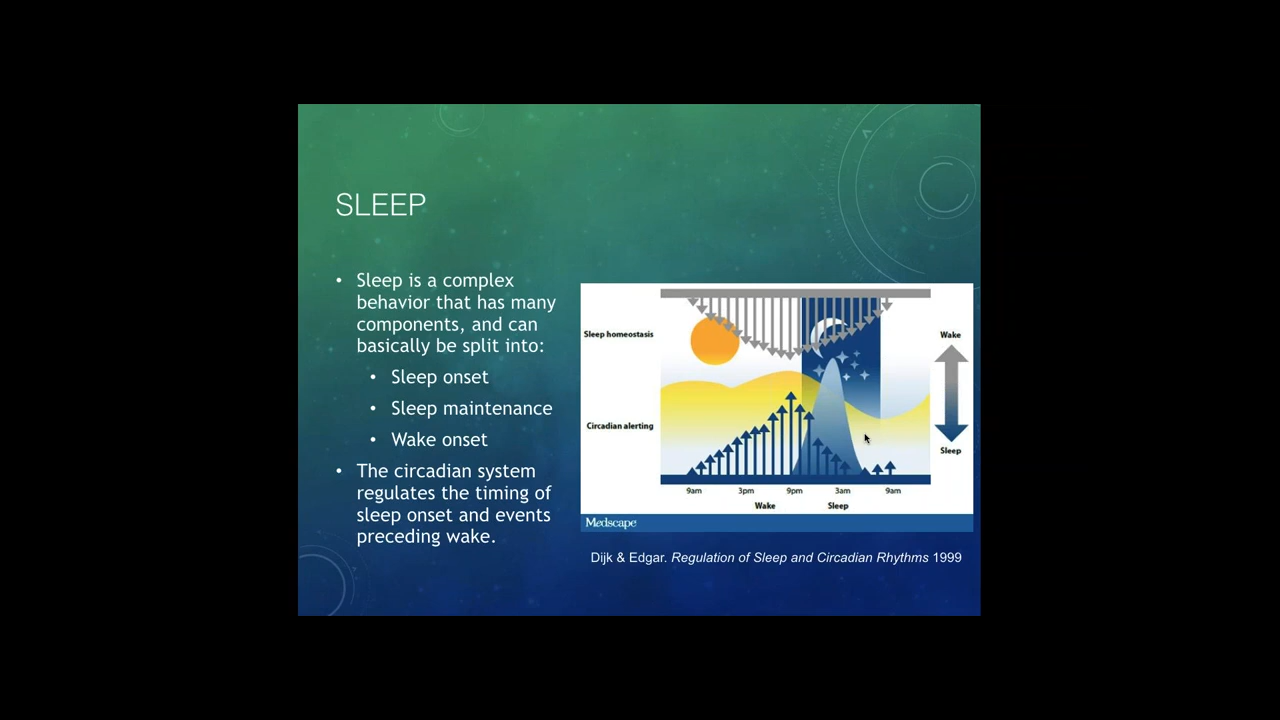 SLEEP
• Sleep is a complex
behavior that has many
components, and can
basically be split into:
• Sleep onset
• Sleep maintenance
• Wake onset
• The circadian system
regulates the timing of
sleep onset and events
preceding wake.
Sleep homeostasis
Wake
Circadian alerting
Sleep
9am 3pm 9pm 3am 9am
Wake Sleep
Medscape
Dijk & Edgar. Regulation of Sleep and Circadian Rhythms 1999